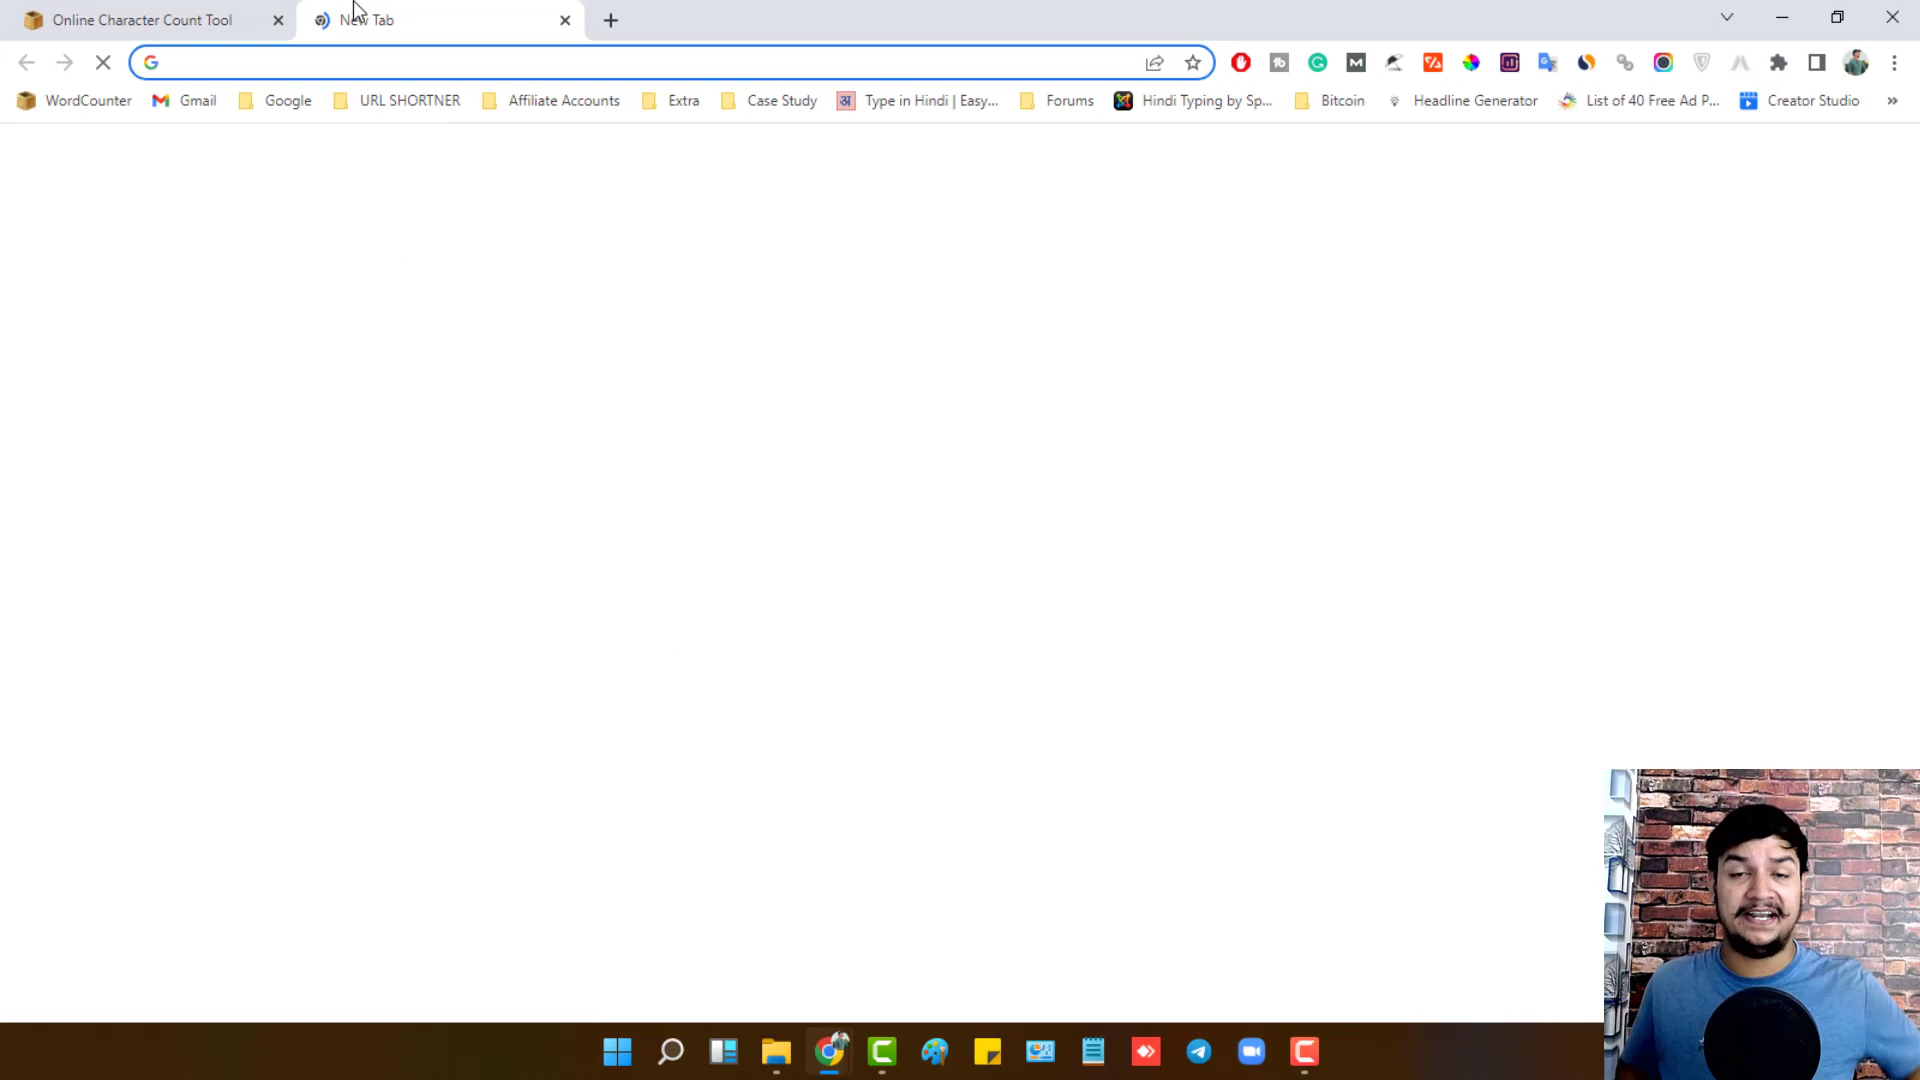 Online Character Count Tool
New Tab
WordCounter Gmail Google URL SHORTNER Affiliate Accounts Extra Case Study Type in Hindi | Easy... Forums Hindi Typing by Sp... Bitcoin Headline Generator List of 40 Free Ad P... Creator Studio »